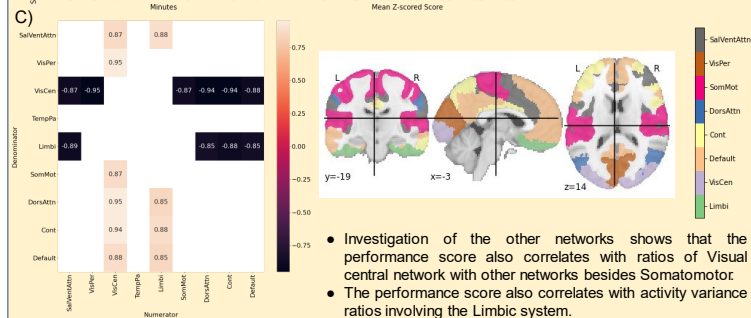 Minutes
Mean Z-scored Score
C)
SalVentAttn
0.87
0.88
VisPer
0.95
VisCen
-0.87
-0.95
-0.87
-0.94
-0.94
-0.88
TempPa
Limbi
-0.89
-0.85
-0.88
-0.85
SomMot
0.87
DorsAttn
0.95
0.85
Cont
0.94
0.88
Default
0.88
0.85
Denominator
SalVentAttn
VisPer
VisCen
TempPa
Limbi
SomMot
DorsAttn
Cont
Default
Numerator
0.75
0.50
0.25
0.00
-0.25
-0.50
-0.75
L
R
y=-19
x=-3
L
R
z=14
SalVentAttn
VisPer
SomMot
DorsAttn
Cont
Default
VisCen
Limbi
● Investigation of the other networks shows that the
performance score also correlates with ratios of Visual
central network with other networks besides Somatomotor.
● The performance score also correlates with activity variance
ratios involving the Limbic system.